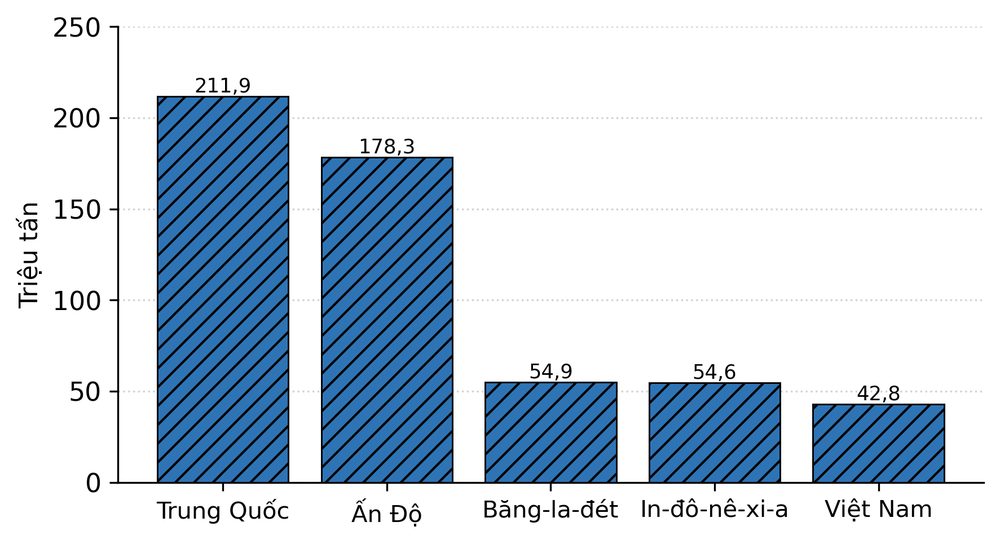 Triệu tấn
250
200
150
100
50
0
211,9
178,3
54,9
54,6
42,8
Trung Quốc
Ấn Độ
Băng-la-đét
In-đô-nê-xi-a
Việt Nam